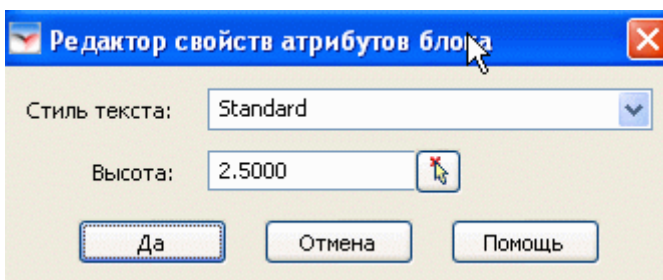 Редактор свойств атрибутов блока
Стиль текста: Standard
Высота: 2.5000
Да Отмена Помощь